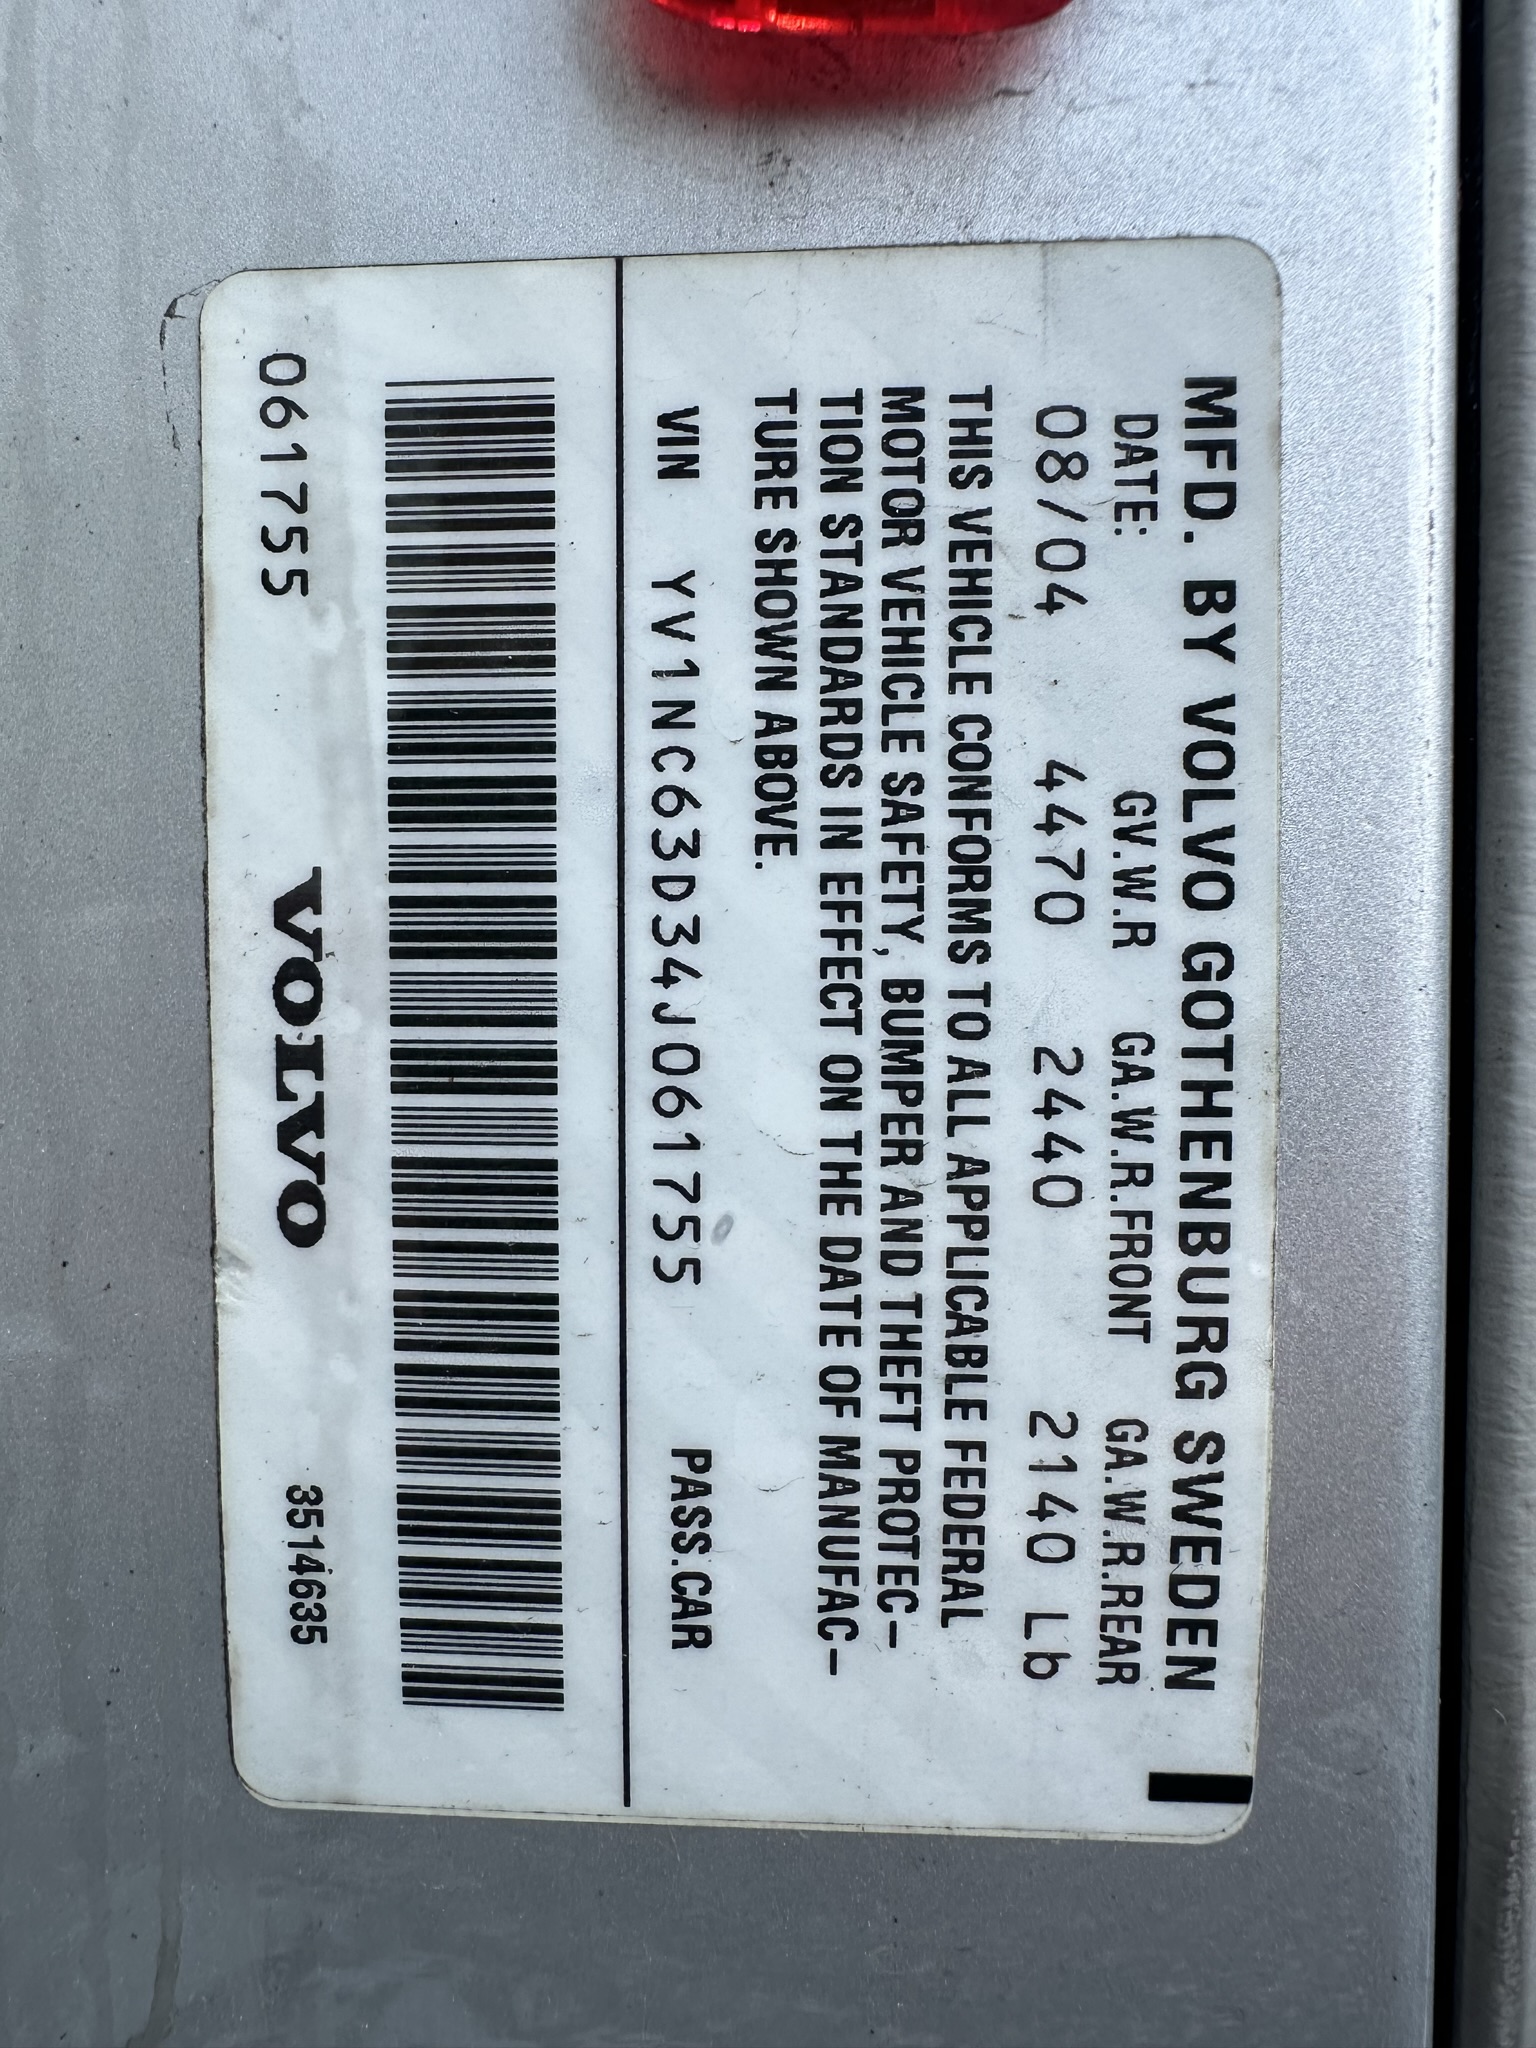 MFD. BY VOLVO GOTHENBURG SWEDEN
DATE: GV.W.R GA.W.R.FRONT GA.W.R.REAR
08/04 4470 2440 2140 Lb
THIS VEHICLE CONFORMS TO ALL APPLICABLE FEDERAL
MOTOR VEHICLE SAFETY, BUMPER AND THEFT PROTEC-
TION STANDARDS IN EFFECT ON THE DATE OF MANUFAC-
TURE SHOWN ABOVE.
VIN YV1NC63D34J061755 PASS.CAR
061755 VOLVO 3514635